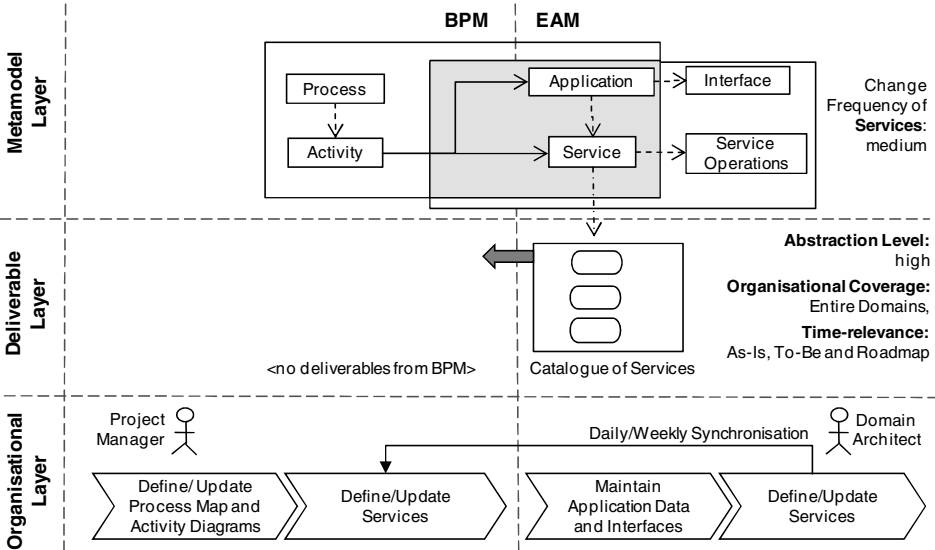 BPM
EAM
Metamodel
Layer
Process
Activity
Application
Service
Interface
Service
Operations
Change
Frequency of
Services:
medium
Deliverable
Layer
<no deliverables from BPM>
Catalogue of Services
Abstraction Level:
high
Organisational Coverage:
Entire Domains,
Time-relevance:
As-Is, To-Be and Roadmap
Organisational
Layer
Project
Manager
Daily/Weekly Synchronisation
Domain
Architect
Define/ Update
Process Map and
Activity Diagrams
Define/Update
Services
Maintain
Application Data
and Interfaces
Define/Update
Services